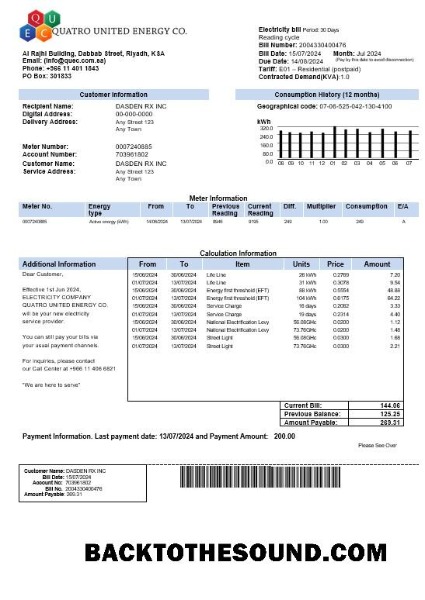 QU
EC
QUATRO UNITED ENERGY CO.
Al Rajhi Building, Dabbab Street, Riyadh, KSA
Email: (info@quec.com.sa)
Phone: +966 11 401 1843
PO Box: 301833
Electricity bill Period: 30 Days
Reading cycle
Bill Number: 2004330400476
Bill Date: 15/07/2024 Month: Jul 2024
Due Date: 14/08/2024 (Pay by the date to avoid disconnection)
Tariff: E01 – Residential (postpaid)
Contracted Demand(KVA):1.0
Customer Information
Recipient Name: DASDEN RX INC
Digital Address: 00-000-0000
Delivery Address: Any Street 123
Any Town
Meter Number: 0007240885
Account Number: 703961802
Customer Name: DASDEN RX INC
Service Address: Any Street 123
Any Town
Consumption History (12 months)
Geographical code: 07-06-525-042-130-4100
kWh
320.0
240.0
160.0
80.0
0.0
08 09 10 11 12 01 02 03 04 05 06 07
Meter Information
Meter No. Energy type From To Previous Reading Current Reading Diff. Multiplier Consumption E/A
0007240885 Active energy (kWh) 14/06/2024 13/07/2024 240 1.00 240 A
Calculation Information
Additional Information From To Item Units Price Amount
Dear Customer,
Effective 1st Jun 2024,
ELECTRICITY COMPANY
QUATRO UNITED ENERGY CO.
will be your new electricity
service provider.
You can still pay your bills vie
your usual payment channels.
For inquiries, please contact
our Call Center at +966 11 406 6821
"We are here to serve"
15/06/2024 30/06/2024 Life Line 26 kWh 0.2769 7.20
01/07/2024 13/07/2024 Life Line 31 kWh 0.3078 9.54
15/06/2024 30/06/2024 Energy first threshold (EFT) 88 kWh 0.5554 48.88
01/07/2024 13/07/2024 Energy first threshold (EFT) 104 kWh 0.6175 64.22
15/06/2024 30/06/2024 Service Charge 16 day 0.2082 3.33
01/07/2024 13/07/2024 Service Charge 19 day 0.2314 4.40
15/06/2024 30/06/2024 National Electrification Levy 0.0200 1.12
01/07/2024 13/07/2024 National Electrification Levy 0.0200 1.48
15/06/2024 30/06/2024 Street Light 0.0300 1.68
01/07/2024 13/07/2024 Street Light 0.0300 2.21
Current Bill: 144.06
Previous Balance: 125.25
Amount Payable: 269.31
Payment Information. Last payment date: 13/07/2024 and Payment Amount: 200.00
Please See Over
Customer Name: DASDEN RX INC
Bill Date: 15/07/2024
Account No: 703961802
Bill No. 2004330400476
Amount Payable: 269.31
BACKTOTHESOUND.COM